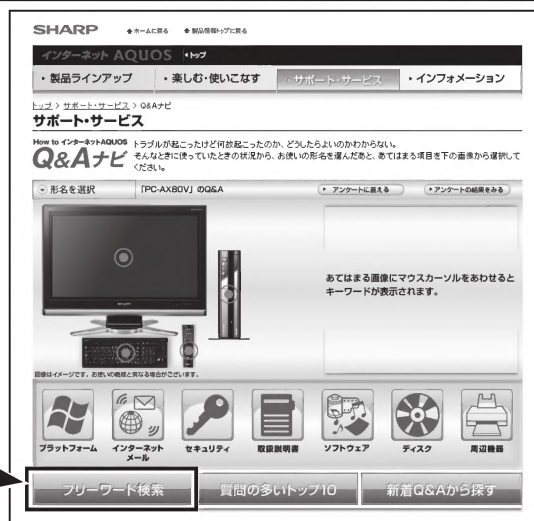 SHARP ホームに戻る 製品情報トップに戻る
インターネット AQUOS トップ
製品ラインアップ 楽しむ・使いこなす サポート・サービス インフォメーション
トップ > サポート・サービス > Q&Aナビ
サポート・サービス
How to インターネットAQUOS
Q&Aナビ
トラブルが起こったけど何故起こったのか、どうしたらよいのかわからない。
そんなときに使っていたときの状況から、お使いの形名を選んだあと、あてはまる項目を下の画像から選択して
ください。
形名を選択 「PC-AX80V」のQ&A アンケートに答える アンケートの結果をみる
あてはまる画像にマウスカーソルをあわせると
キーワードが表示されます。
画像はイメージです。お使いの機種と異なる場合がございます。
プラットフォーム インターネット セキュリティ 取扱説明書 ソフトウェア ディスク 周辺機器
メール
フリーワード検索 質問の多いトップ10 新着Q&Aから探す